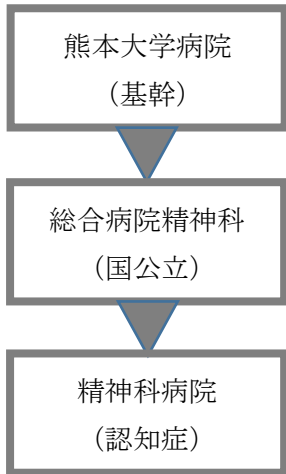 熊本大学病院
（基幹）
総合病院精神科
（国公立）
精神科病院
（認知症）